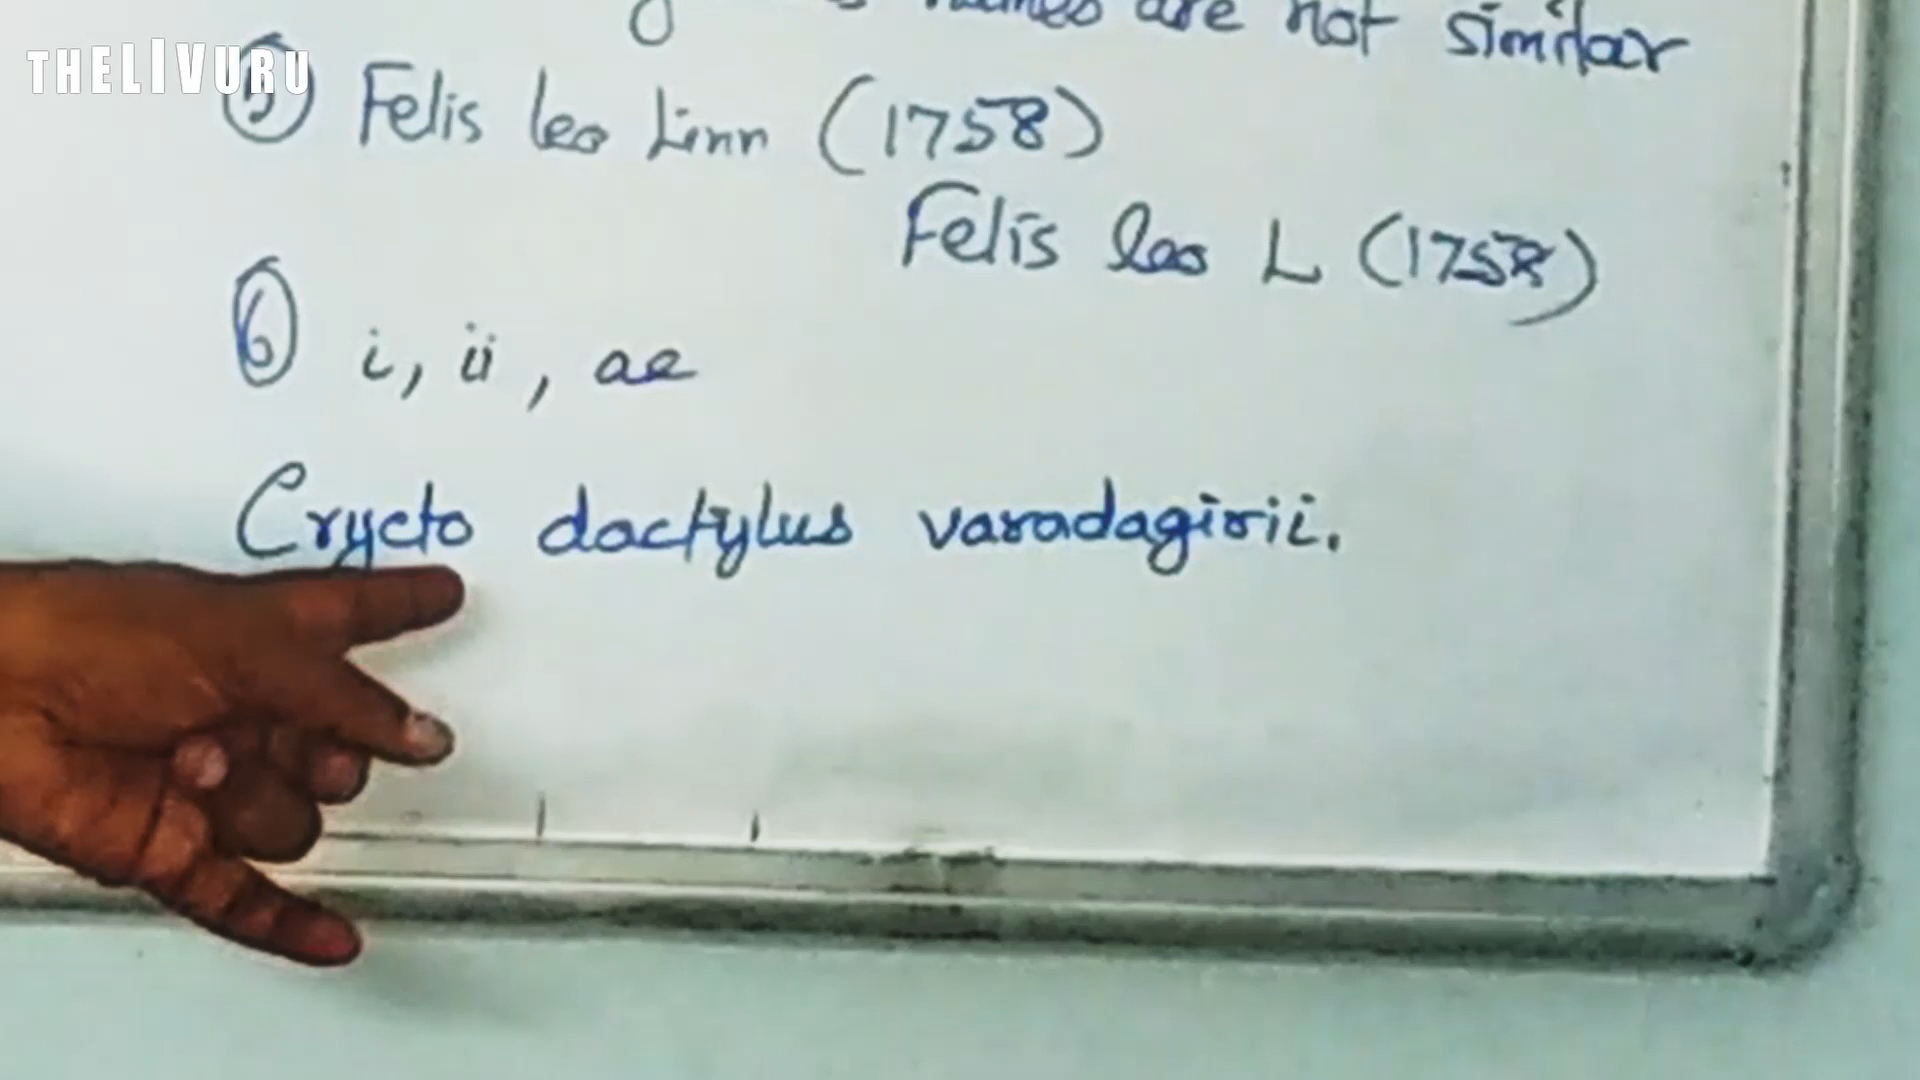 names are not similar
THELIVURU
5 Felis leo Linn (1758)
Felis leo L (1758)
6 i, ii, ae
Crycto dactylus varadagirii.